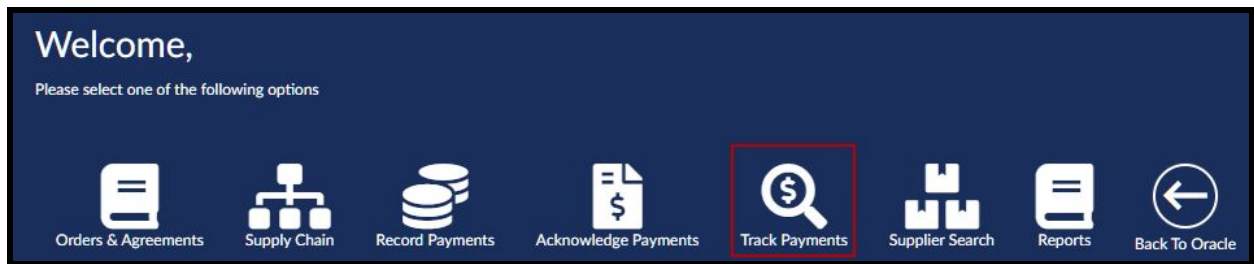 Welcome,
Please select one of the following options
$ $
Orders & Agreements Supply Chain Record Payments Acknowledge Payments Track Payments Supplier Search Reports Back To Oracle